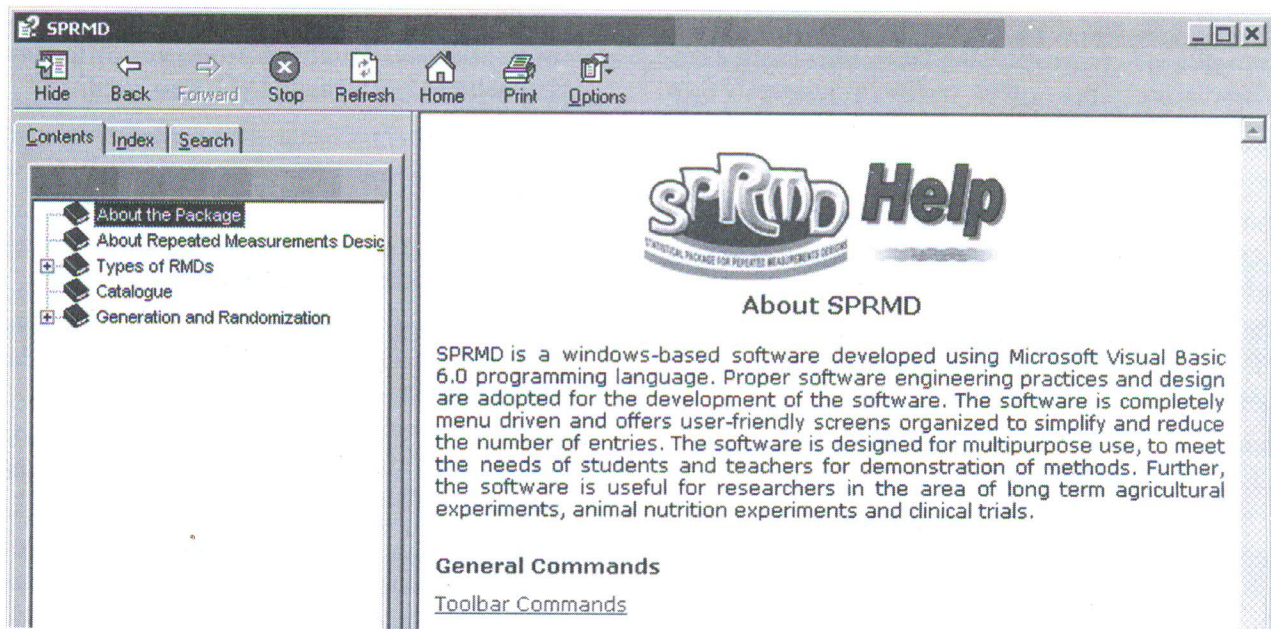 SPRMD
Hide Back Forward Stop Refresh Home Print Options
Contents Index Search
About the Package
About Repeated Measurements Desig
Types of RMDs
Catalogue
Generation and Randomization
SPRMD Help
STATISTICAL PACKAGE FOR REPEATED MEASUREMENTS DESIGNS
About SPRMD
SPRMD is a windows-based software developed using Microsoft Visual Basic
6.0 programming language. Proper software engineering practices and design
are adopted for the development of the software. The software is completely
menu driven and offers user-friendly screens organized to simplify and reduce
the number of entries. The software is designed for multipurpose use, to meet
the needs of students and teachers for demonstration of methods. Further,
the software is useful for researchers in the area of long term agricultural
experiments, animal nutrition experiments and clinical trials.
General Commands
Toolbar Commands